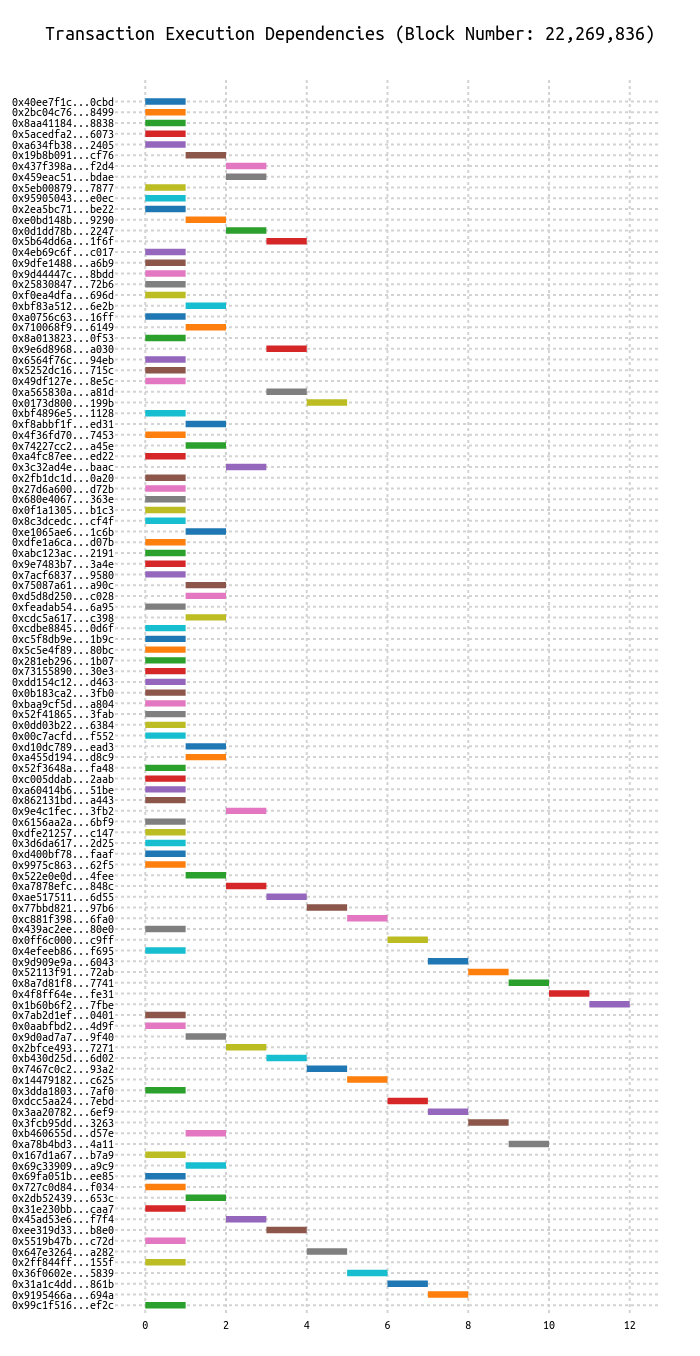 Transaction Execution Dependencies (Block Number: 22,269,836)
0x40ee7f1c...0cbd
0x2bc04c76...8499
0x8aa41184...8838
0x5acedfa2...6073
0xa634fb38...2405
0x19b8b091...cf76
0x437f398a...f2d4
0x459eac51...bdae
0x5eb00879...7877
0x95905043...e0ec
0x2ea5bc71...be22
0xe0bd148b...9290
0x0d1dd78b...2247
0x5b64dd6a...1f6f
0x4eb69c6f...c017
0x9dfe1488...a6b9
0x9d44447c...8bdd
0x25830847...72b6
0xf0ea4dfa...696d
0xbf83a512...6e2b
0xa0756c63...16ff
0x710068f9...6149
0x8a013823...0f53
0x9e6d8968...a030
0x6564f76c...94eb
0x5252dc16...715c
0x49df127e...8e5c
0xa565830a...a81d
0x0173d800...199b
0xbf4896e5...1128
0xf8abbf1f...ed31
0x4f36fd70...7453
0x74227cc2...a45e
0xa4fc87ee...ed22
0x3c32ad4e...baac
0x2fb1dc1d...0a20
0x27d6a600...d72b
0x680e4067...363e
0x0f1a1305...b1c3
0x8c3dcedc...cf4f
0xe1065ae6...1c6b
0xdfe1a6ca...d07b
0xabc123ac...2191
0x9e7483b7...3a4e
0x7acf6837...9580
0x75087a61...a90c
0xd5d8d250...c028
0xfeadab54...6a95
0xcdc5a617...c398
0xcdbe8845...0d6f
0xc5f8db9e...1b9c
0x5c5e4f89...80bc
0x281eb296...1b07
0x73155890...30e3
0xdd154c12...d463
0x0b183ca2...3fb0
0xbaa9cf5d...a804
0x52f41865...3fab
0x0dd03b22...6384
0x00c7acfd...f552
0xd10dc789...ead3
0xa455d194...d8c9
0x52f3648a...fa48
0xc005ddab...2aab
0xa60414b6...51be
0x862131bd...a443
0x9e4c1fec...3fb2
0x6156aa2a...6bf9
0xdfe21257...c147
0x3d6da617...2d25
0xd400bf78...faaf
0x9975c863...62f5
0x522e0e0d...4fee
0xa7878efc...848c
0xae517511...6d55
0x77bbd821...97b6
0xc881f398...6fa0
0x439ac2ee...80e0
0x0ff6c000...c9ff
0x4efeeb86...f695
0x9d909e9a...6043
0x52113f91...72ab
0x8a7d81f8...7741
0x4f8ff64e...fe31
0x1b60b6f2...7fbe
0x7ab2d1ef...0401
0x0aabfbd2...4d9f
0x9d0ad7a7...9f40
0x2bfce493...7271
0xb430d25d...6d02
0x7467c0c2...93a2
0x14479182...c625
0x3dda1803...7af0
0xdcc5aa24...7ebd
0x3aa20782...6ef9
0x3fcb95dd...3263
0xb460655d...d57e
0xa78b4bd3...4a11
0x167d1a67...b7a9
0x69c33909...a9c9
0x69fa051b...ee85
0x727c0d84...f034
0x2db52439...653c
0x31e230bb...caa7
0x45ad53e6...f7f4
0xee319d33...b8e0
0x5519b47b...c72d
0x647e3264...a282
0x2ff844ff...155f
0x36f0602e...5839
0x31a1c4dd...861b
0x9195466a...694a
0x99c1f516...ef2c
0 2 4 6 8 10 12